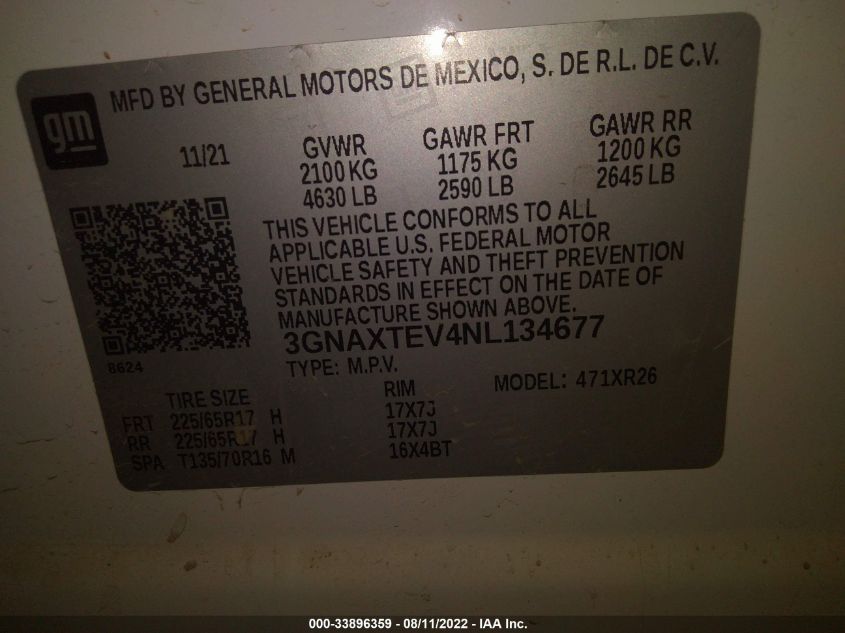 gm
MFD BY GENERAL MOTORS DE MEXICO, S. DE R.L. DE C.V.
11/21
GVWR
2100 KG
4630 LB
GAWR FRT
1175 KG
2590 LB
GAWR RR
1200 KG
2645 LB
THIS VEHICLE CONFORMS TO ALL
APPLICABLE U.S. FEDERAL MOTOR
VEHICLE SAFETY AND THEFT PREVENTION
STANDARDS IN EFFECT ON THE DATE OF
MANUFACTURE SHOWN ABOVE.
3GNAXTEV4NL134677
8624
TYPE: M.P.V.
MODEL: 471XR26
TIRE SIZE RIM
FRT 225/65R17 H 17X7J
RR 225/65R17 H 17X7J
SPA T135/70R16 M 16X4BT
000-33896359 - 08/11/2022 - IAA Inc.